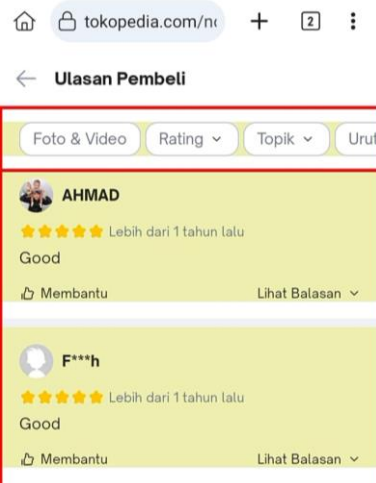 tokopedia.com/n
2
Ulasan Pembeli
Foto & Video Rating Topik Uru
AHMAD
Lebih dari 1 tahun lalu
Good
Membantu Lihat Balasan
F***h
Lebih dari 1 tahun lalu
Good
Membantu Lihat Balasan